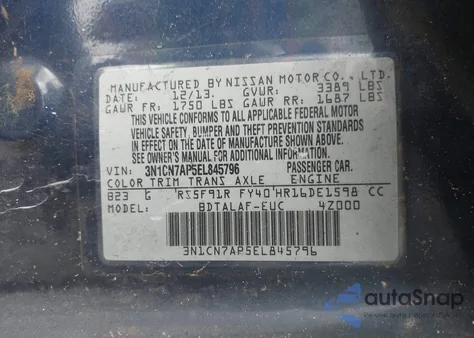 MANUFACTURED BY NISSAN MOTOR CO., LTD.
DATE: 12/13. GVWR: 3389 LBS
GAWR FR: 1750 LBS GAWR RR: 1687 LBS
THIS VEHICLE CONFORMS TO ALL APPLICABLE FEDERAL MOTOR
VEHICLE SAFETY, BUMPER AND THEFT PREVENTION STANDARDS
IN EFFECT ON THE DATE OF MANUFACTURE SHOWN ABOVE.
SEE OWNER'S MANUAL FOR ADDITIONAL INFORMATION.
VIN: 3N1CN7AP5EL845796 PASSENGER CAR.
COLOR TRIM TRANS AXLE ENGINE
B23 G RS5F91R FY40 HR16DE1598 CC
MODEL: BDTALAF-EUC 4Z000
3N1CN7AP5EL845796
autoSnap